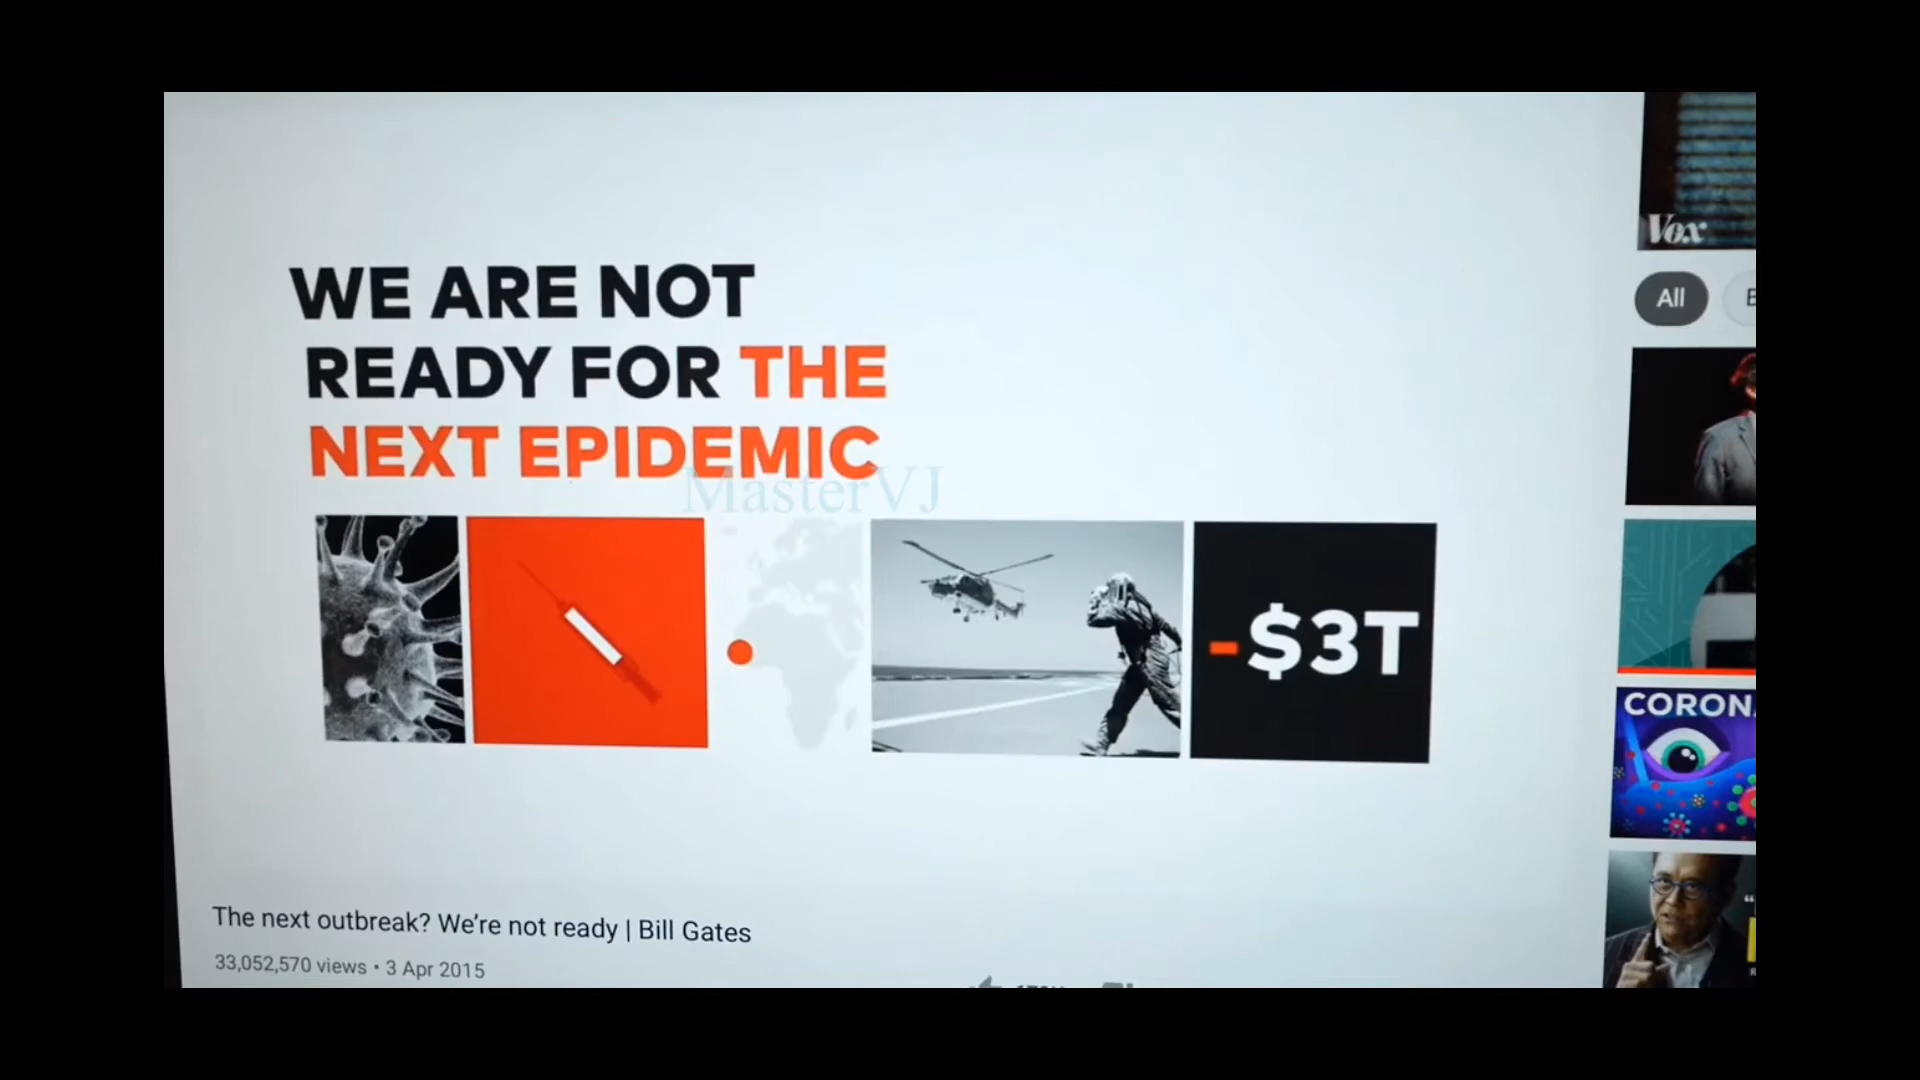 WE ARE NOT
READY FOR THE
NEXT EPIDEMIC
MasterVJ
-$3T
The next outbreak? We're not ready | Bill Gates
33,052,570 views • 3 Apr 2015
Vox
All
CORON